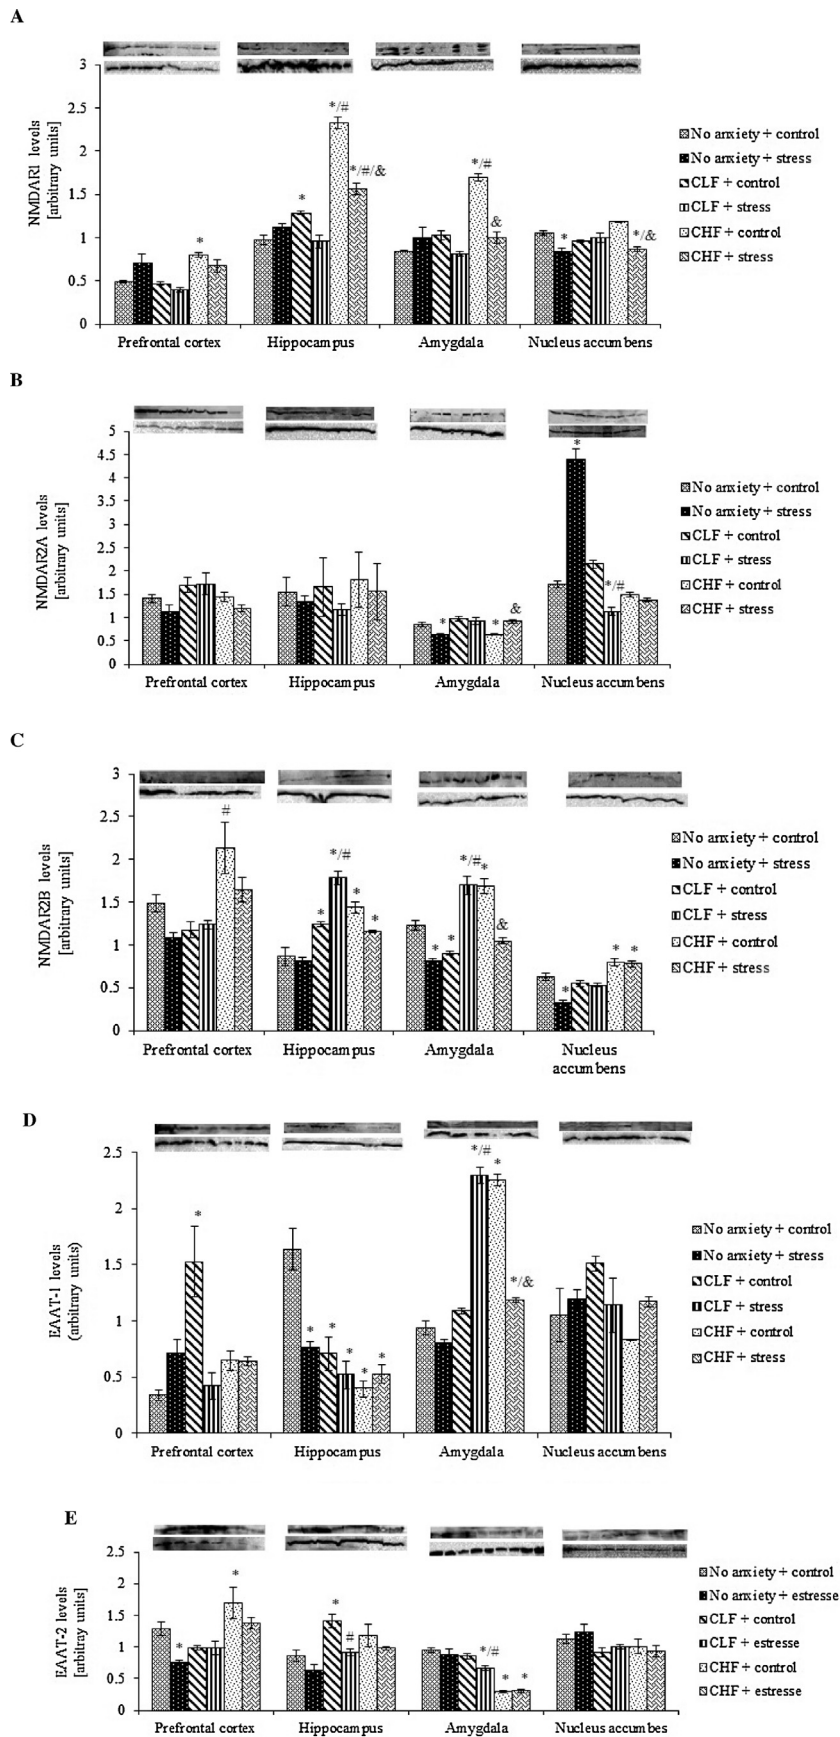 A
NMDAR1 levels
[arbitrary units]
3
2.5
2
1.5
1
0.5
0
*
*
*/#
*/#/&
*/#
&
*
*/&
Prefrontal cortex
Hippocampus
Amygdala
Nucleus accumbens
No anxiety + control
No anxiety + stress
CLF + control
CLF + stress
CHF + control
CHF + stress
B
NMDAR2A levels
[arbitrary units]
5
4.5
4
3.5
3
2.5
2
1.5
1
0.5
0
*
*
&
*
*/#
Prefrontal cortex
Hippocampus
Amygdala
Nucleus accumbens
No anxiety + control
No anxiety + stress
CLF + control
CLF + stress
CHF + control
CHF + stress
C
NMDAR2B levels
[arbitrary units]
3
2.5
2
1.5
1
0.5
0
#
*
*/#
*
*
*
*
*/#
*
&
*
*
*
Prefrontal cortex
Hippocampus
Amygdala
Nucleus
accumbens
No anxiety + control
No anxiety + stress
CLF + control
CLF + stress
CHF + control
CHF + stress
D
EAAT-1 levels
(arbitrary units)
2.5
2
1.5
1
0.5
0
*
*
*
*
*
*
*/#
*
*/&
Prefrontal cortex
Hippocampus
Amygdala
Nucleus accumbens
No anxiety + control
No anxiety + stress
CLF + control
CLF + stress
CHF + control
CHF + stress
E
EAAT-2 levels
[arbitray units]
2.5
2
1.5
1
0.5
0
*
*
*
#
*/#
*
*
Prefrontal cortex
Hippocampus
Amygdala
Nucleus accumbes
No anxiety + control
No anxiety + estresse
CLF + control
CLF + estresse
CHF + control
CHF + estresse